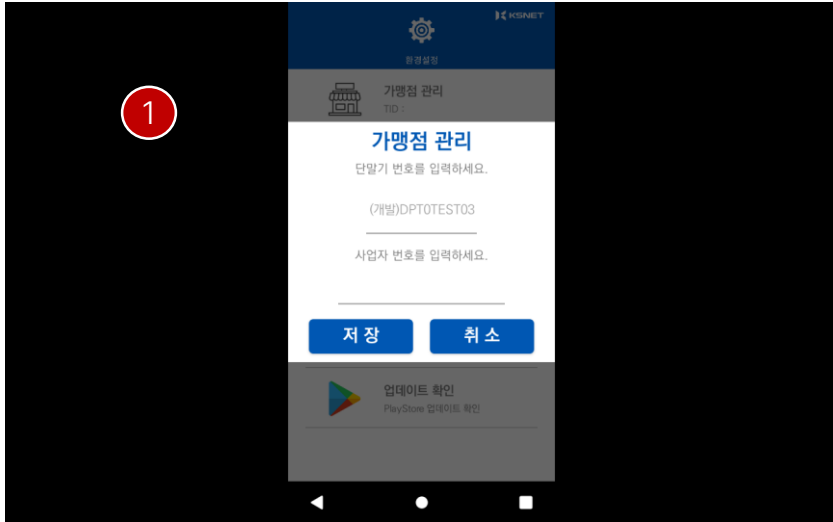 KSNET
환경설정
1
가맹점 관리
TID :
가맹점 관리
단말기 번호를 입력하세요.
(개발)DPT0TEST03
사업자 번호를 입력하세요.
저 장
취 소
업데이트 확인
PlayStore 업데이트 확인